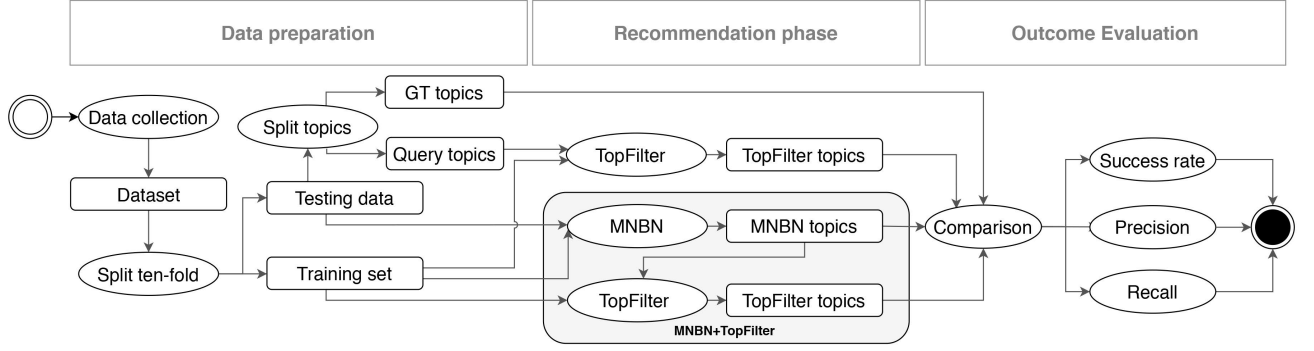 Data preparation
Recommendation phase
Outcome Evaluation
Data collection
Dataset
Split ten-fold
Split topics
GT topics
Query topics
Testing data
Training set
TopFilter
TopFilter topics
MNBN
MNBN topics
TopFilter
TopFilter topics
MNBN+TopFilter
Comparison
Success rate
Precision
Recall